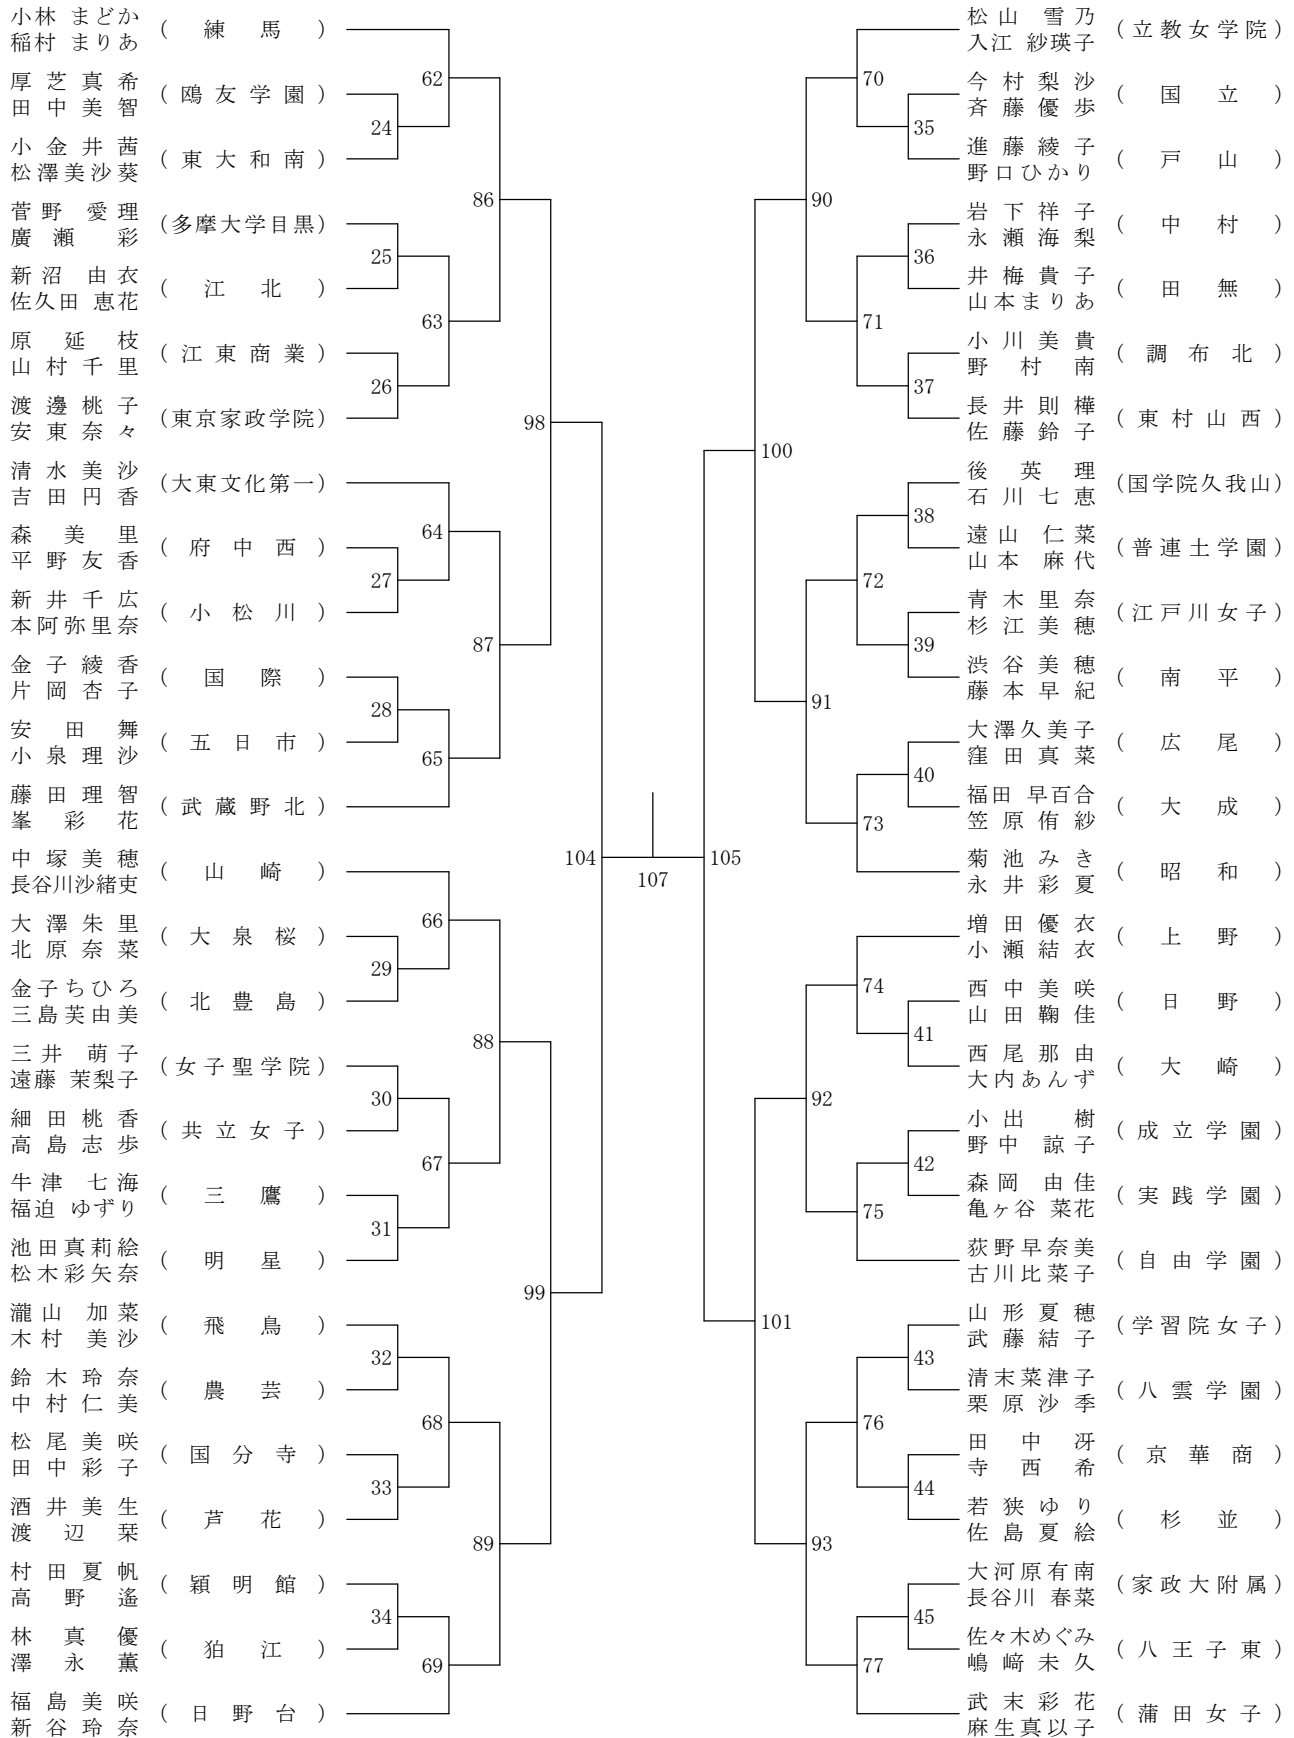 小林 まどか
稲村 まりあ
(練馬)
厚芝真希
田中美智
(鴎友学園)
小金井茜
松澤美沙葵
(東大和南)
菅野 愛理
廣瀬 彩
(多摩大学目黒)
新沼 由衣
佐久田 恵花
(江北)
原延枝
山村千里
(江東商業)
渡邊桃子
安東奈々
(東京家政学院)
清水美沙
吉田円香
(大東文化第一)
森美里
平野友香
(府中西)
新井千広
本阿弥里奈
(小松川)
金子綾香
片岡杏子
(国際)
安田舞
小泉理沙
(五日市)
藤田理智
峯彩花
(武蔵野北)
中塚美穂
長谷川沙緒吏
(山崎)
大澤朱里
北原奈菜
(大泉桜)
金子ちひろ
三島芙由美
(北豊島)
三井 萌子
遠藤 茉梨子
(女子聖学院)
細田桃香
高島志歩
(共立女子)
牛津 七海
福迫 ゆずり
(三鷹)
池田真莉絵
松木彩矢奈
(明星)
瀧山 加菜
木村 美沙
(飛鳥)
鈴木玲奈
中村仁美
(農芸)
松尾美咲
田中彩子
(国分寺)
酒井美生
渡辺栞
(芦花)
村田夏帆
高野遙
(穎明館)
林真優
澤永薫
(狛江)
福島美咲
新谷玲奈
(日野台)
62
24
86
25
63
26
98
64
27
87
28
65
104
66
29
88
30
67
31
99
32
68
33
89
34
69
107
105
70
35
90
36
71
37
100
38
72
39
91
40
73
74
41
92
42
75
101
43
76
44
93
45
77
松山 雪乃
入江 紗瑛子
(立教女学院)
今村梨沙
斉藤優歩
(国立)
進藤綾子
野口ひかり
(戸山)
岩下祥子
永瀬海梨
(中村)
井梅貴子
山本まりあ
(田無)
小川美貴
野村南
(調布北)
長井則樺
佐藤鈴子
(東村山西)
後英理
石川七恵
(国学院久我山)
遠山 仁菜
山本 麻代
(普連土学園)
青木里奈
杉江美穂
(江戸川女子)
渋谷美穂
藤本早紀
(南平)
大澤久美子
窪田真菜
(広尾)
福田 早百合
笠原侑紗
(大成)
菊池みき
永井彩夏
(昭和)
増田優衣
小瀬結衣
(上野)
西中美咲
山田鞠佳
(日野)
西尾那由
大内あんず
(大崎)
小出 樹
野中 諒子
(成立学園)
森岡 由佳
亀ヶ谷 菜花
(実践学園)
荻野早奈美
古川比菜子
(自由学園)
山形夏穂
武藤結子
(学習院女子)
清末菜津子
栗原沙季
(八雲学園)
田中冴
寺西希
(京華商)
若狭ゆり
佐島夏絵
(杉並)
大河原有南
長谷川 春菜
(家政大附属)
佐々木めぐみ
嶋﨑未久
(八王子東)
武末彩花
麻生真以子
(蒲田女子)